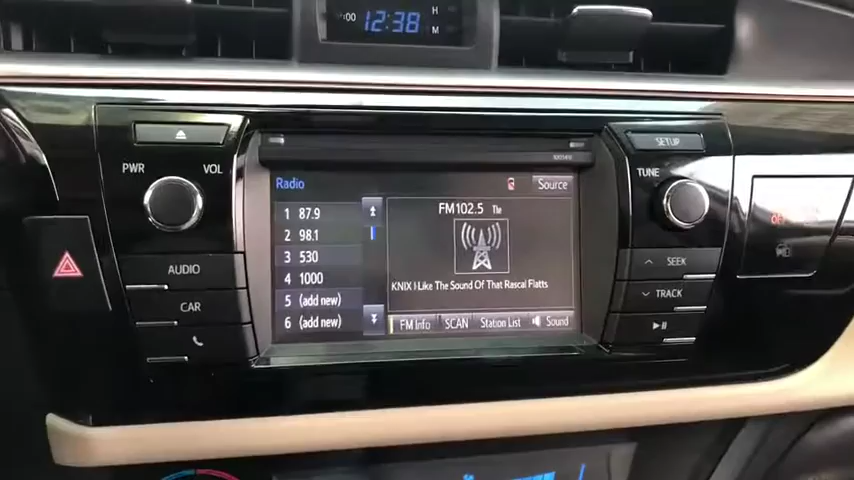 :00 12:38 H
M
PWR VOL
SETUP
TUNE
Radio Source
1 87.9
2 98.1
3 530
4 1000
5 (add new)
6 (add new)
FM102.5
KNIX I Like The Sound Of That Rascal Flatts
FM Info SCAN Station List Sound
AUDIO
CAR
SEEK
TRACK